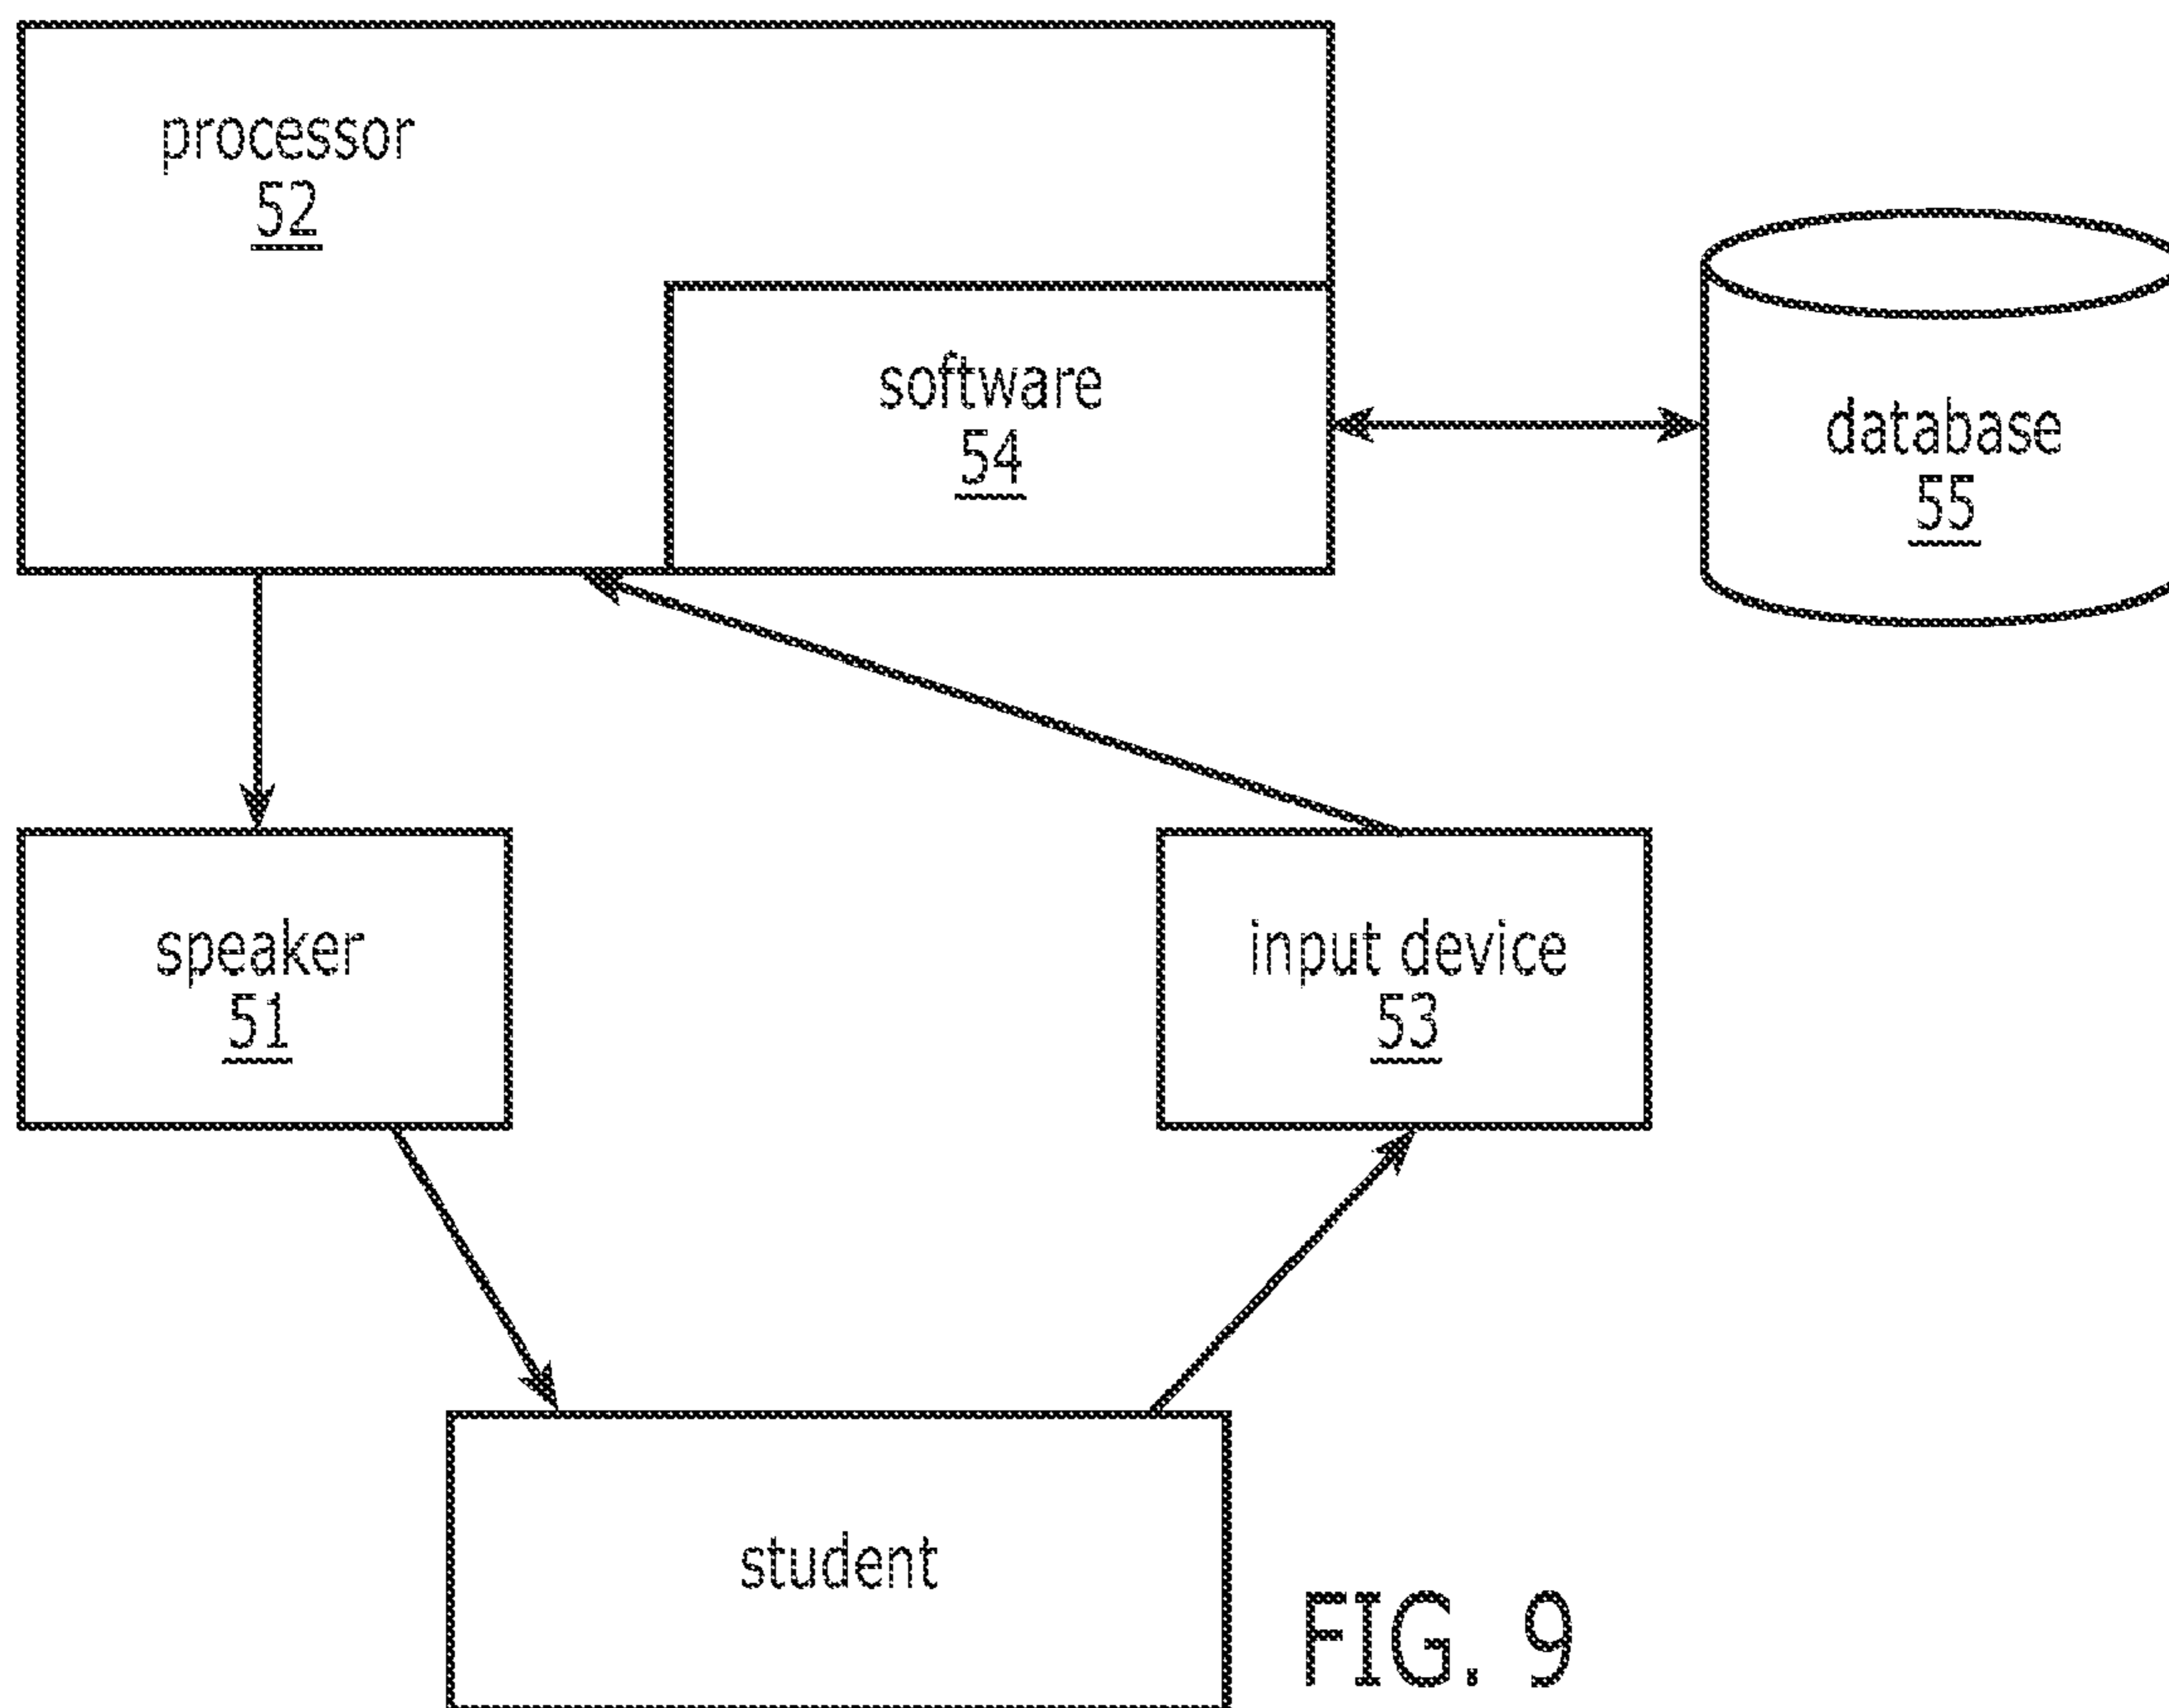 processor
52
software
54
database
55
speaker
51
input device
53
student
FIG. 9